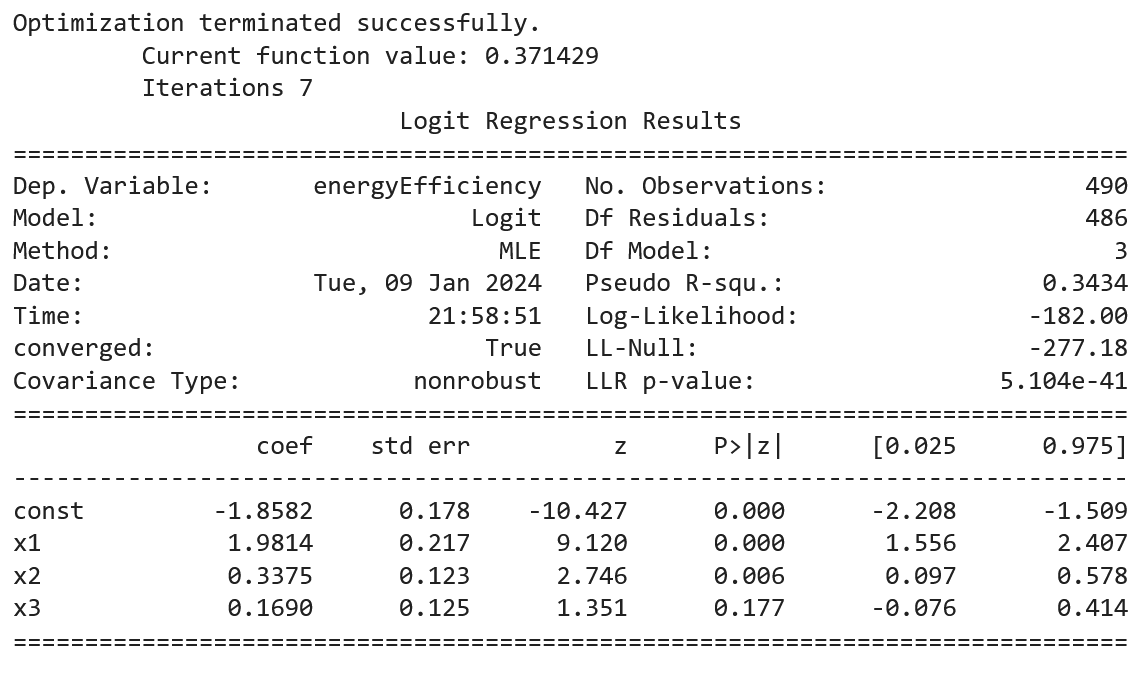 Optimization terminated successfully.
         Current function value: 0.371429
         Iterations 7
                           Logit Regression Results
==============================================================================
Dep. Variable:       energyEfficiency   No. Observations:                  490
Model:                          Logit   Df Residuals:                      486
Method:                           MLE   Df Model:                            3
Date:                Tue, 09 Jan 2024   Pseudo R-squ.:                  0.3434
Time:                        21:58:51   Log-Likelihood:                -182.00
converged:                       True   LL-Null:                       -277.18
Covariance Type:            nonrobust   LLR p-value:                 5.104e-41
==============================================================================
                 coef    std err          z      P>|z|      [0.025      0.975]
------------------------------------------------------------------------------
const         -1.8582      0.178    -10.427      0.000      -2.208      -1.509
x1             1.9814      0.217      9.120      0.000       1.556       2.407
x2             0.3375      0.123      2.746      0.006       0.097       0.578
x3             0.1690      0.125      1.351      0.177      -0.076       0.414
==============================================================================